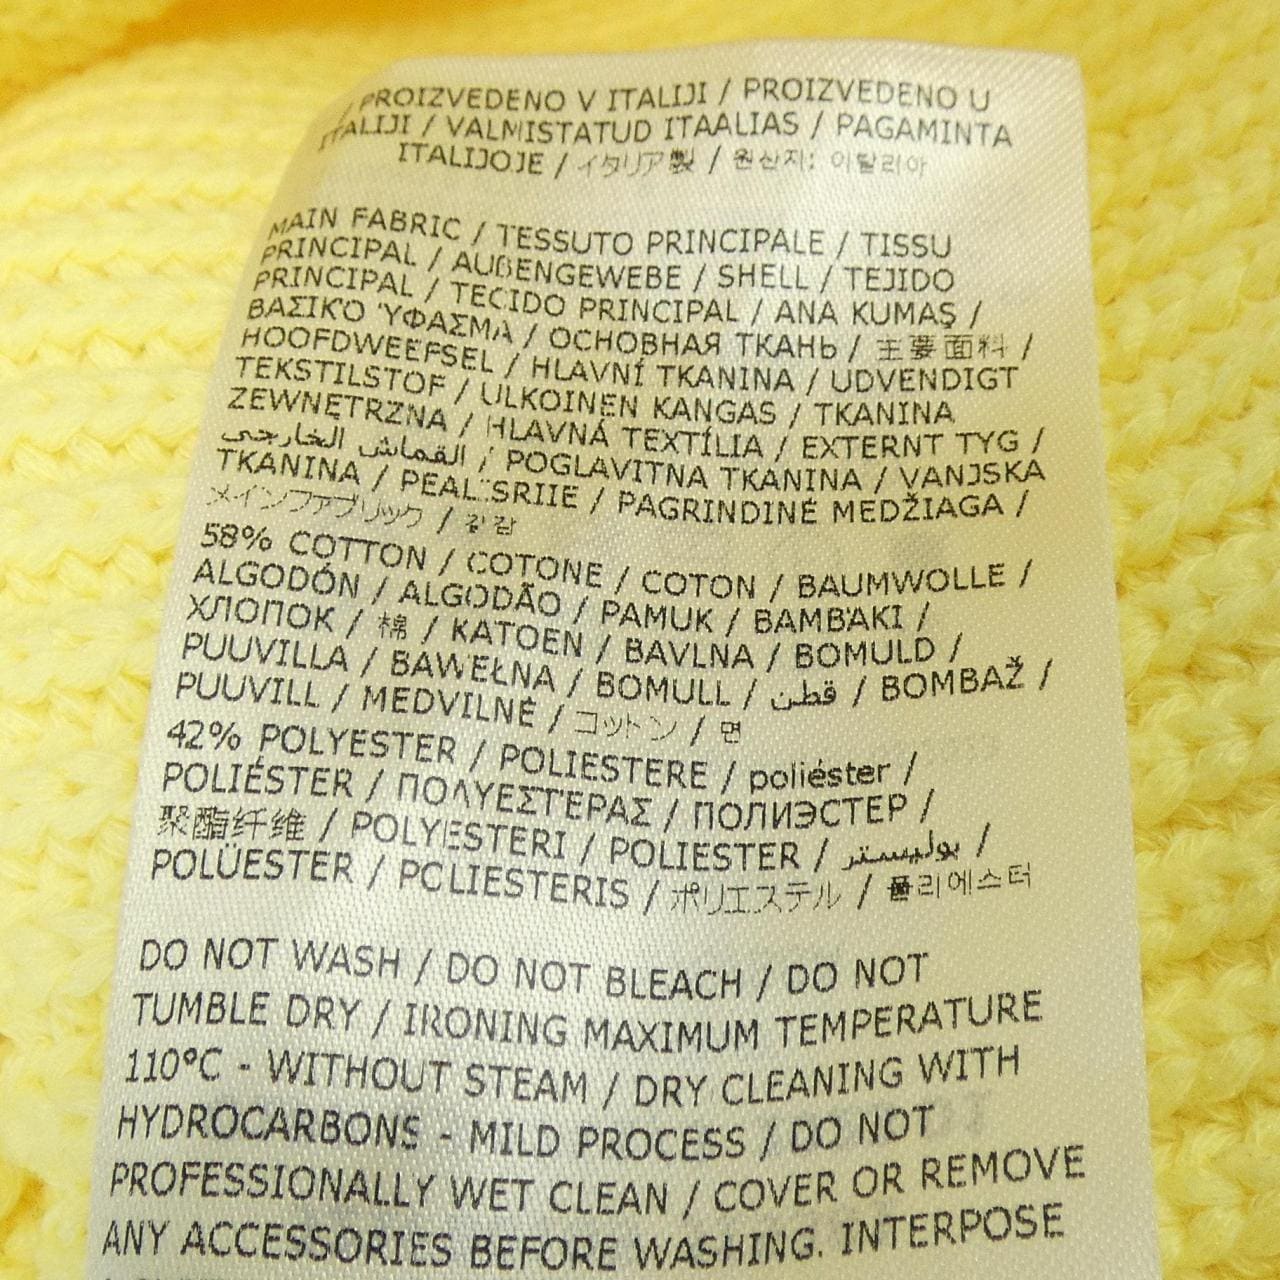 / PROIZVEDENO V ITALIJI / PROIZVEDENO U
ITALIJI / VALMISTATUD ITAALIAS / PAGAMINTA
ITALIJOJE / イタリア製 / 원산지: 이탈리아
MAIN FABRIC / TESSUTO PRINCIPALE / TISSU
PRINCIPAL / AUßENGEWEBE / SHELL / TEJIDO
PRINCIPAL / TECIDO PRINCIPAL / ANA KUMAŞ /
ΒΑΣΙΚΌ ΎΦΑΣΜΑ / ОСНОВНАЯ ТКАНЬ / 主要面料 /
HOOFDWEEFSEL / HLAVNÍ TKANINA / UDVENDIGT
TEKSTILSTOF / ULKOINEN KANGAS / TKANINA
ZEWNĘTRZNA / HLAVNÁ TEXTÍLIA / EXTERNT TYG /
القماش الخارجي / POGLAVITNA TKANINA / VANJSKA
TKANINA / PEALISRIIE / PAGRINDINĖ MEDŽIAGA /
メインファブリック / 겉감
58% COTTON / COTONE / COTON / BAUMWOLLE /
ALGODÓN / ALGODÃO / PAMUK / ΒΑΜΒΆΚΙ /
ХЛОПОК / 棉 / KATOEN / BAVLNA / BOMULD /
PUUVILLA / BAWEŁNA / BOMULL / قطن / BOMBAŽ /
PUUVILL / MEDVILNĖ / コットン / 면
42% POLYESTER / POLIESTERE / poliéster /
POLIÉSTER / ΠΟΛΥΕΣΤΈΡΑΣ / ПОЛИЭСТЕР /
聚酯纤维 / POLYESTERI / POLIESTER / بوليستر /
POLÜESTER / POLIESTERIS / ポリエステル / 폴리에스터
DO NOT WASH / DO NOT BLEACH / DO NOT
TUMBLE DRY / IRONING MAXIMUM TEMPERATURE
110°C - WITHOUT STEAM / DRY CLEANING WITH
HYDROCARBONS - MILD PROCESS / DO NOT
PROFESSIONALLY WET CLEAN / COVER OR REMOVE
ANY ACCESSORIES BEFORE WASHING. INTERPOSE